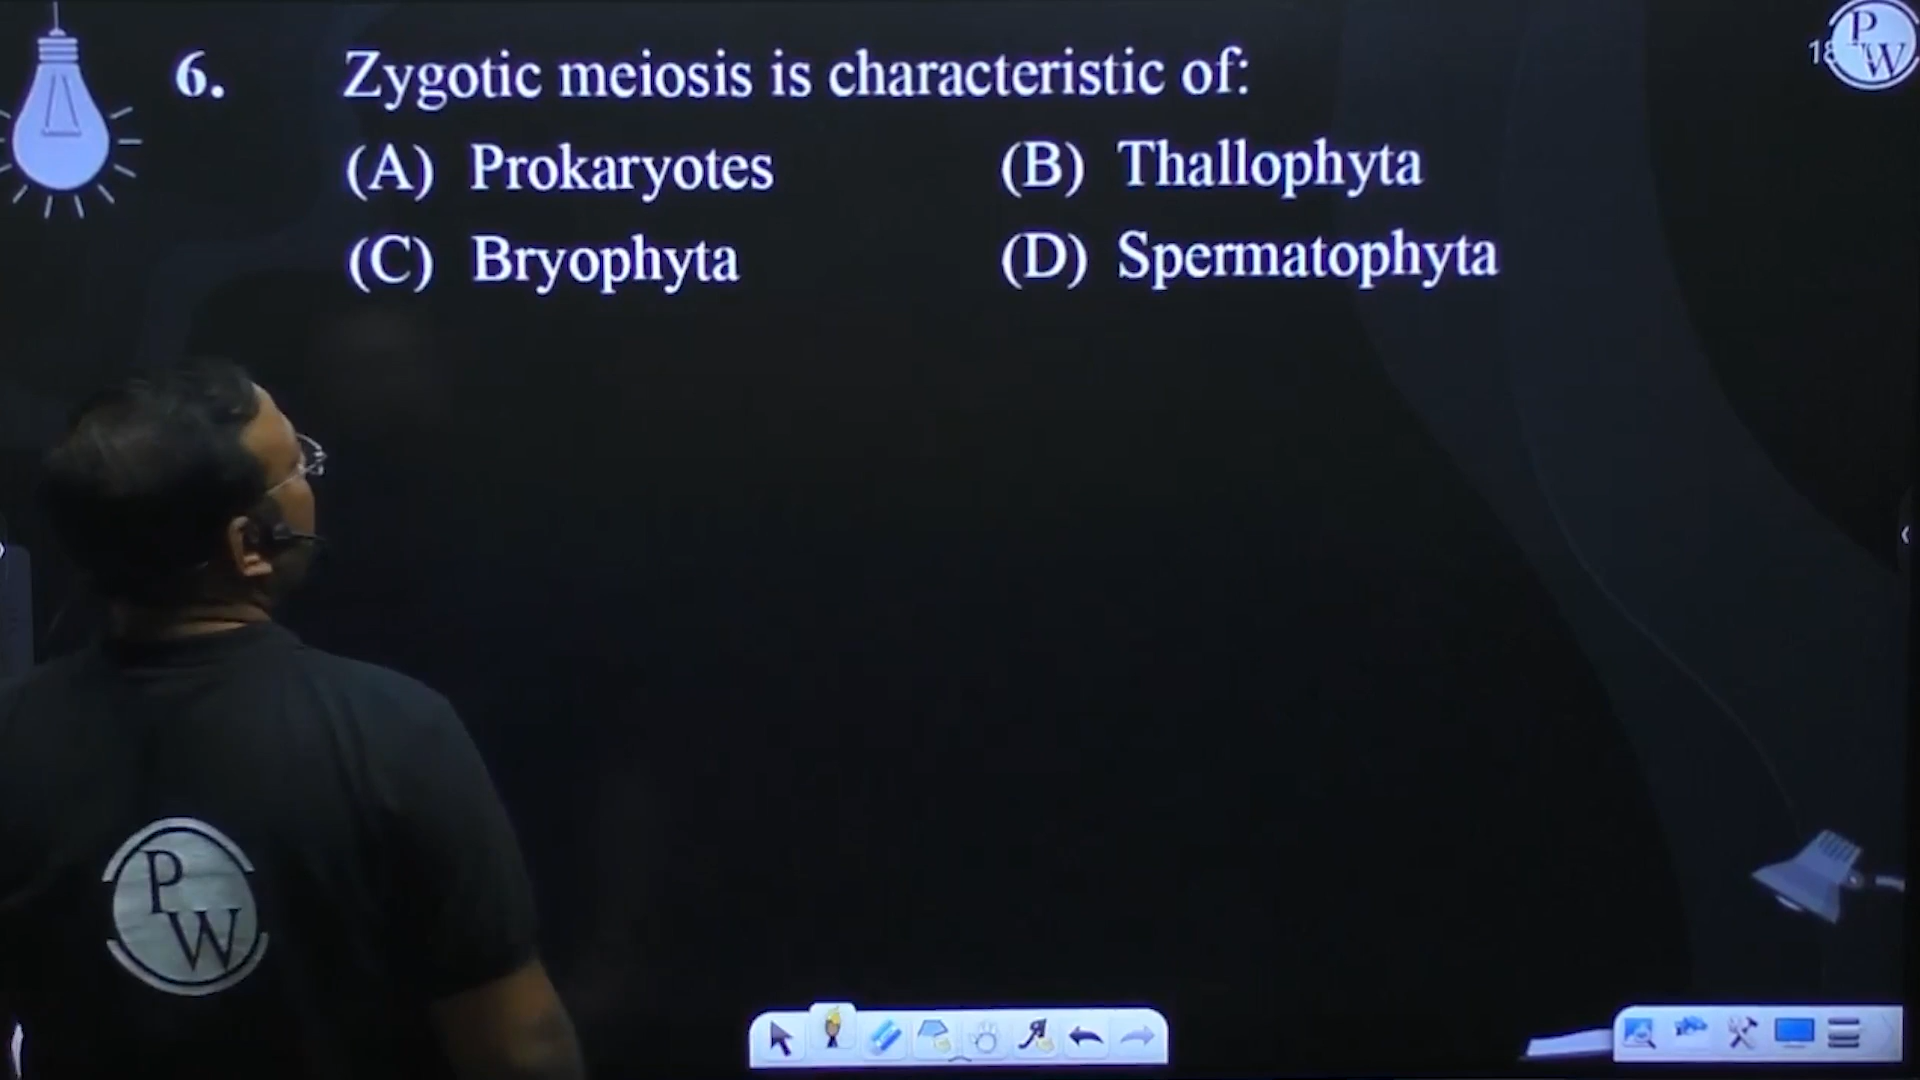 6. Zygotic meiosis is characteristic of:
(A) Prokaryotes (B) Thallophyta
(C) Bryophyta (D) Spermatophyta
P
W
P
W